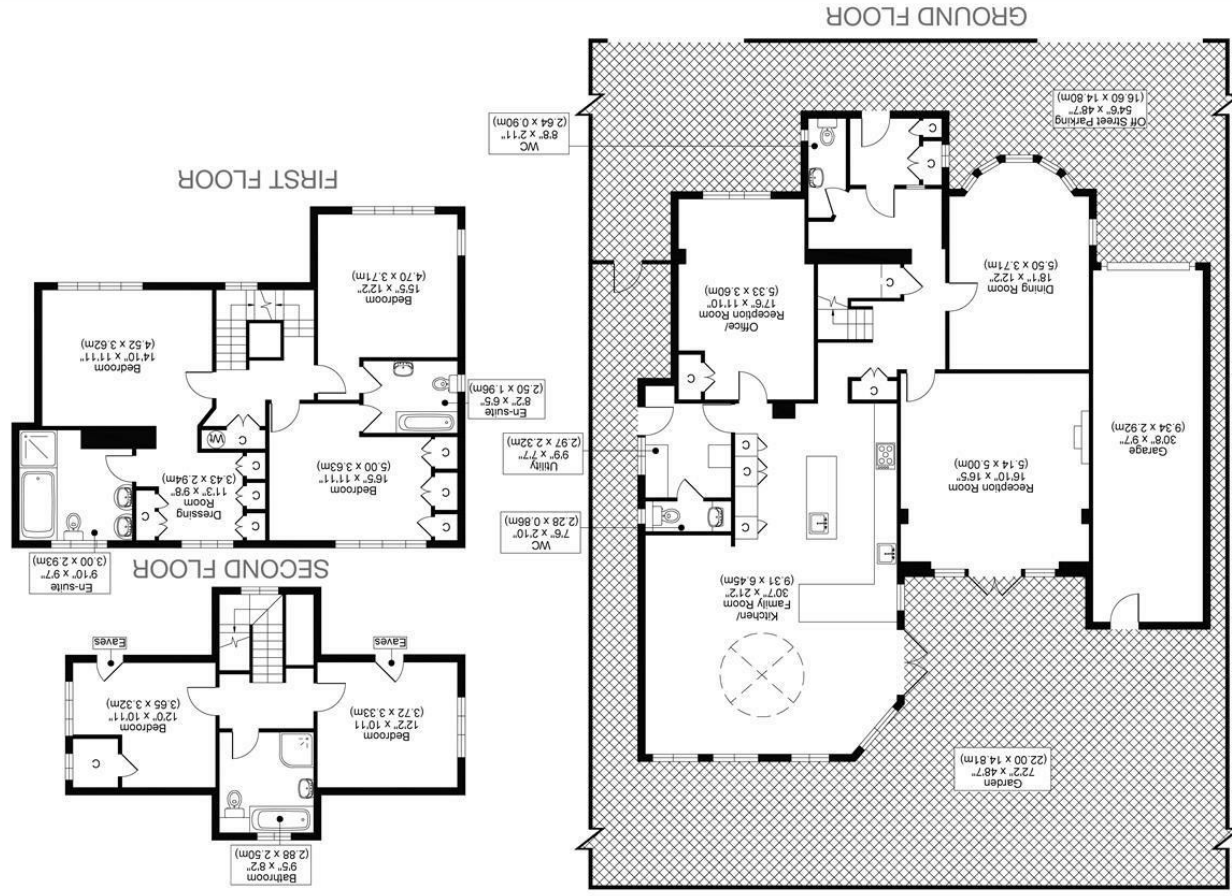 Garden
72'2" x 48'7"
(22.00 x 14.81m)
Kitchen/
Family Room
30'7" x 21'2"
(9.31 x 6.45m)
WC
7'6" x 2'10"
(2.28 x 0.86m)
C
Reception Room
16'10" x 16'5"
(5.14 x 5.00m)
C
C
Utility
9'9" x 7'7"
(2.97 x 2.32m)
Garage
30'8" x 9'7"
(9.34 x 2.92m)
C
C
Office/
Reception Room
17'6" x 11'10"
(5.33 x 3.60m)
Dining Room
18'1" x 12'2"
(5.50 x 3.71m)
C
C
WC
8'8" x 2'11"
(2.64 x 0.90m)
Off Street Parking
54'6" x 48'7"
(16.60 x 14.80m)
GROUND FLOOR
Bathroom
9'5" x 8'2"
(2.88 x 2.50m)
C
Bedroom
12'2" x 10'11
(3.72 x 3.33m)
Bedroom
12'0" x 10'11"
(3.65 x 3.32m)
Eaves
Eaves
SECOND FLOOR
En-suite
9'10" x 9'7"
(3.00 x 2.93m)
C
C
C
C
Dressing
Room
11'3" x 9'8"
(3.43 x 2.94m)
C
C
C
Bedroom
16'5" x 11'11"
(5.00 x 3.63m)
C
Wt
En-suite
8'2" x 6'5"
(2.50 x 1.96m)
Bedroom
14'10" x 11'11"
(4.52 x 3.62m)
Bedroom
15'5" x 12'2"
(4.70 x 3.71m)
FIRST FLOOR